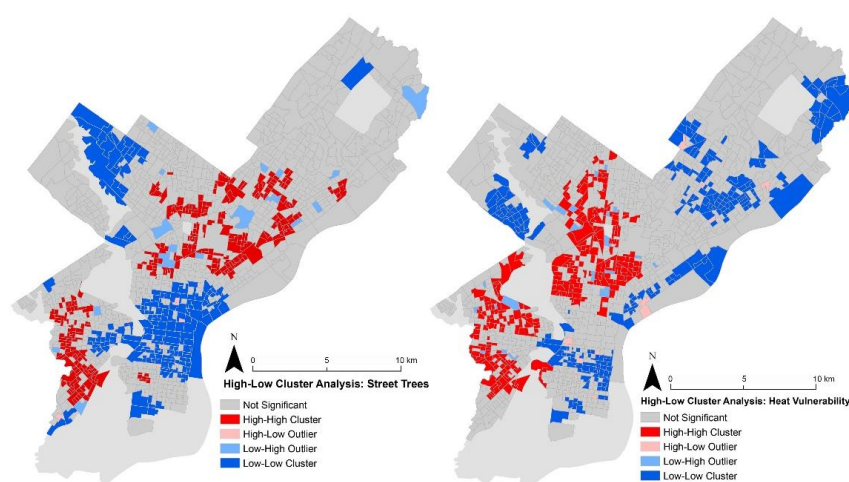 N
0 5 10 km
High-Low Cluster Analysis: Street Trees
Not Significant
High-High Cluster
High-Low Outlier
Low-High Outlier
Low-Low Cluster
N
0 5 10 km
High-Low Cluster Analysis: Heat Vulnerability
Not Significant
High-High Cluster
High-Low Outlier
Low-High Outlier
Low-Low Cluster